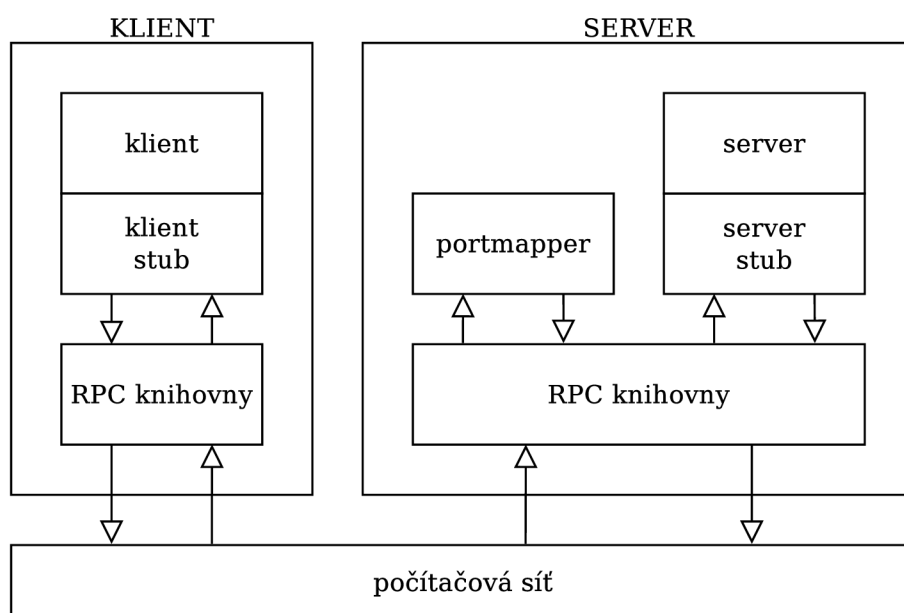 KLIENT
SERVER
klient
klient
stub
RPC knihovny
portmapper
server
server
stub
RPC knihovny
počítačová síť